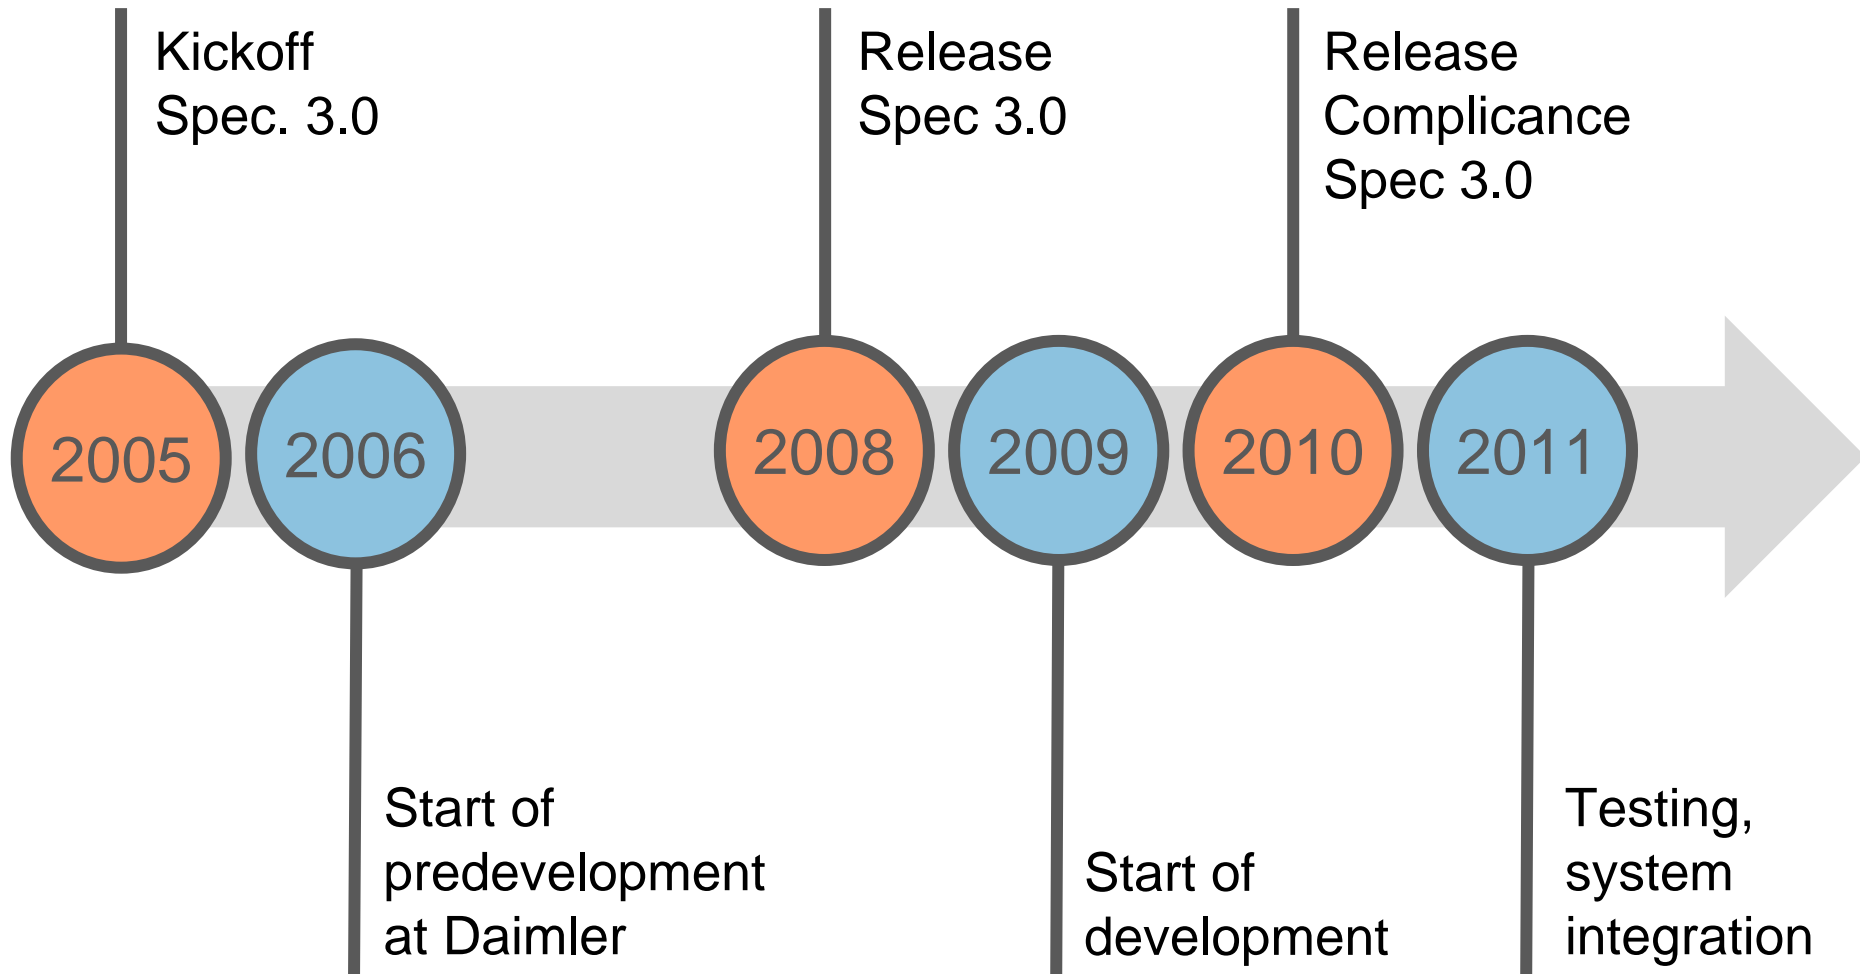 Kickoff
Spec. 3.0
Release
Spec 3.0
Release
Complicance
Spec 3.0
2005
2006
2008
2009
2010
2011
Start of
predevelopment
at Daimler
Start of
development
Testing,
system
integration